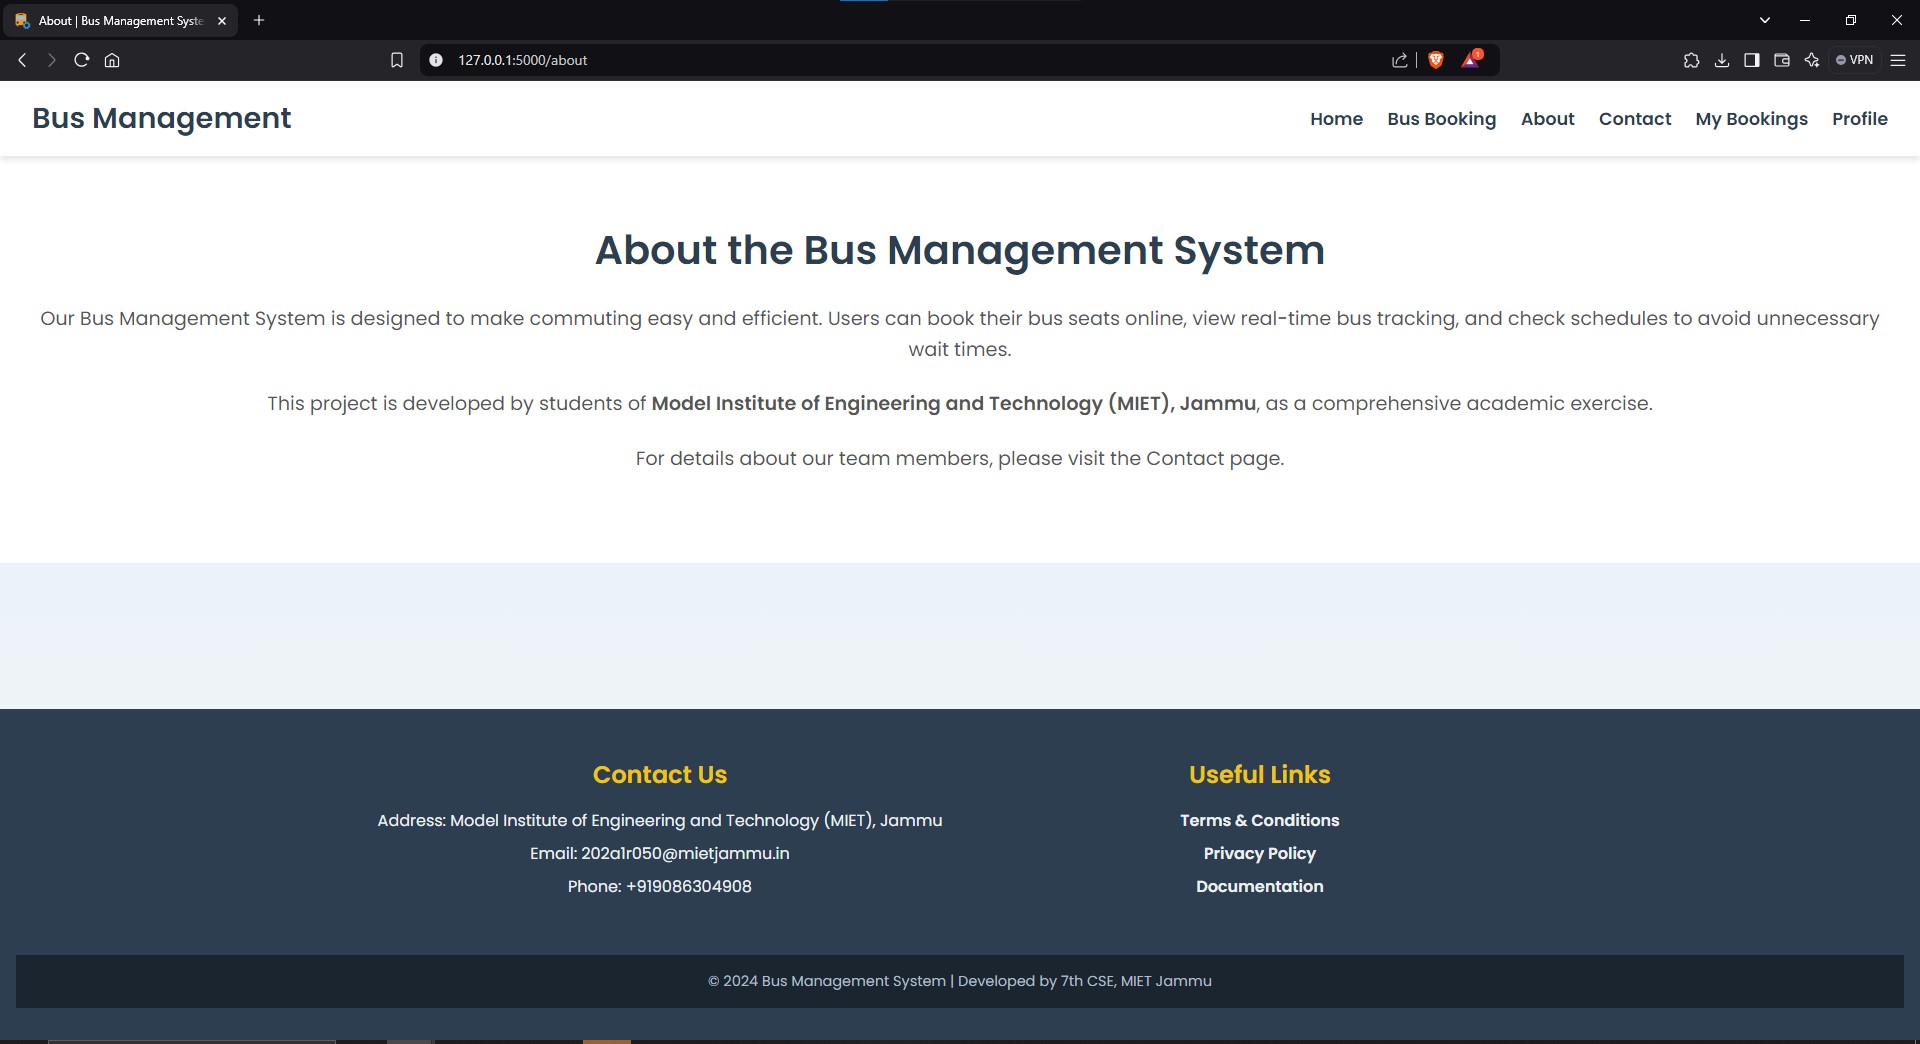 About | Bus Management Syste
127.0.0.1:5000/about
1
VPN
Bus Management
Home Bus Booking About Contact My Bookings Profile
About the Bus Management System
Our Bus Management System is designed to make commuting easy and efficient. Users can book their bus seats online, view real-time bus tracking, and check schedules to avoid unnecessary
wait times.
This project is developed by students of Model Institute of Engineering and Technology (MIET), Jammu, as a comprehensive academic exercise.
For details about our team members, please visit the Contact page.
Contact Us
Address: Model Institute of Engineering and Technology (MIET), Jammu
Email: 202a1r050@mietjammu.in
Phone: +919086304908
Useful Links
Terms & Conditions
Privacy Policy
Documentation
© 2024 Bus Management System | Developed by 7th CSE, MIET Jammu